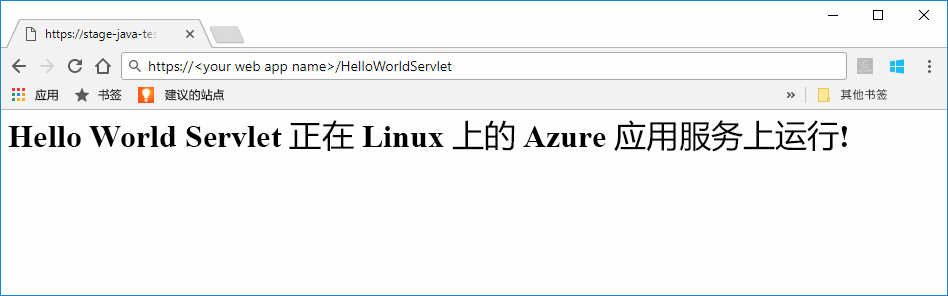 https://stage-java-tes
https://<your web app name>/HelloWorldServlet
应用 书签 建议的站点 » 其他书签
Hello World Servlet 正在 Linux 上的 Azure 应用服务上运行!